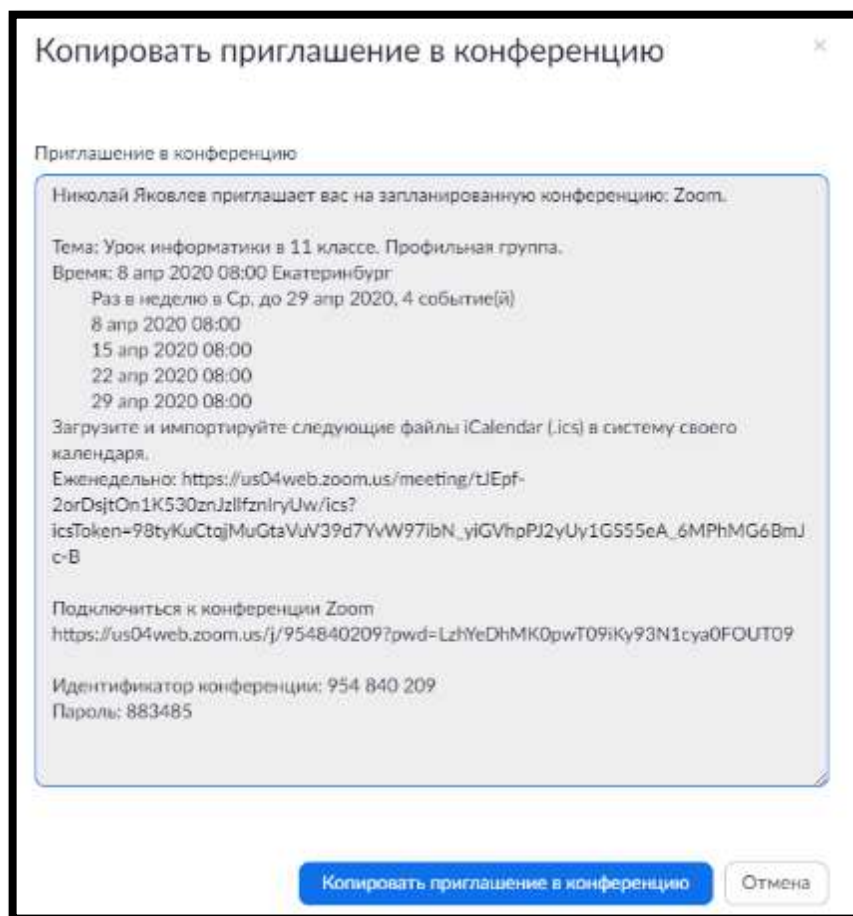 Копировать приглашение в конференцию
×
Приглашение в конференцию
Николай Яковлев приглашает вас на запланированную конференцию: Zoom.
Тема: Урок информатики в 11 классе. Профильная группа.
Время: 8 апр 2020 08:00 Екатеринбург
Раз в неделю в Ср, до 29 апр 2020, 4 событие(й)
8 апр 2020 08:00
15 апр 2020 08:00
22 апр 2020 08:00
29 апр 2020 08:00
Загрузите и импортируйте следующие файлы iCalendar (.ics) в систему своего
календаря.
Еженедельно: https://us04web.zoom.us/meeting/tJEpf-
icsToken=98tyKuCtqjMuGtaVuV39d7YvW97ibN_yiGVhpPJ2yUy1GS55eA_6MPhMG6BmJ
c-B
Подключиться к конференции Zoom
https://us04web.zoom.us/j/954840209?pwd=LzhYeDhMK0pwT09iKy93N1cya0FOUT09
Идентификатор конференции: 954 840 209
Пароль: 883485
Копировать приглашение в конференцию
Отмена